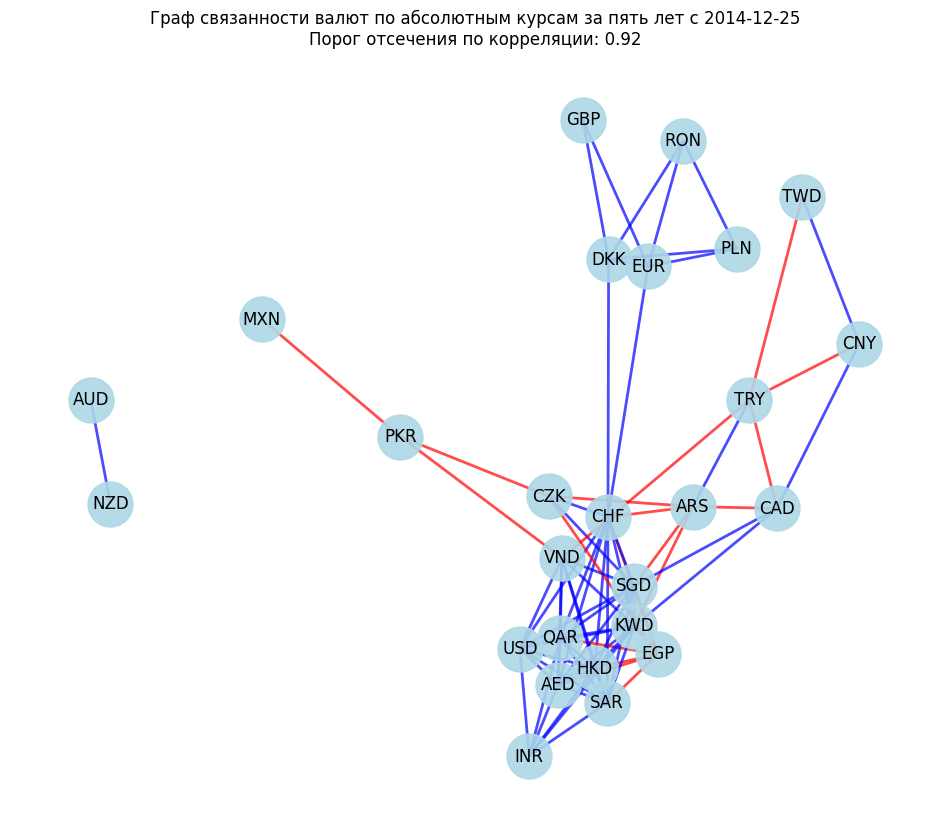 Граф связанности валют по абсолютным курсам за пять лет с 2014-12-25
Порог отсечения по корреляции: 0.92
GBP
RON
TWD
PLN
DKK
EUR
MXN
CNY
AUD
TRY
PKR
CZK
NZD
ARS
CAD
CHF
VND
SGD
KWD
QAR
USD
EGP
HKD
AED
SAR
INR